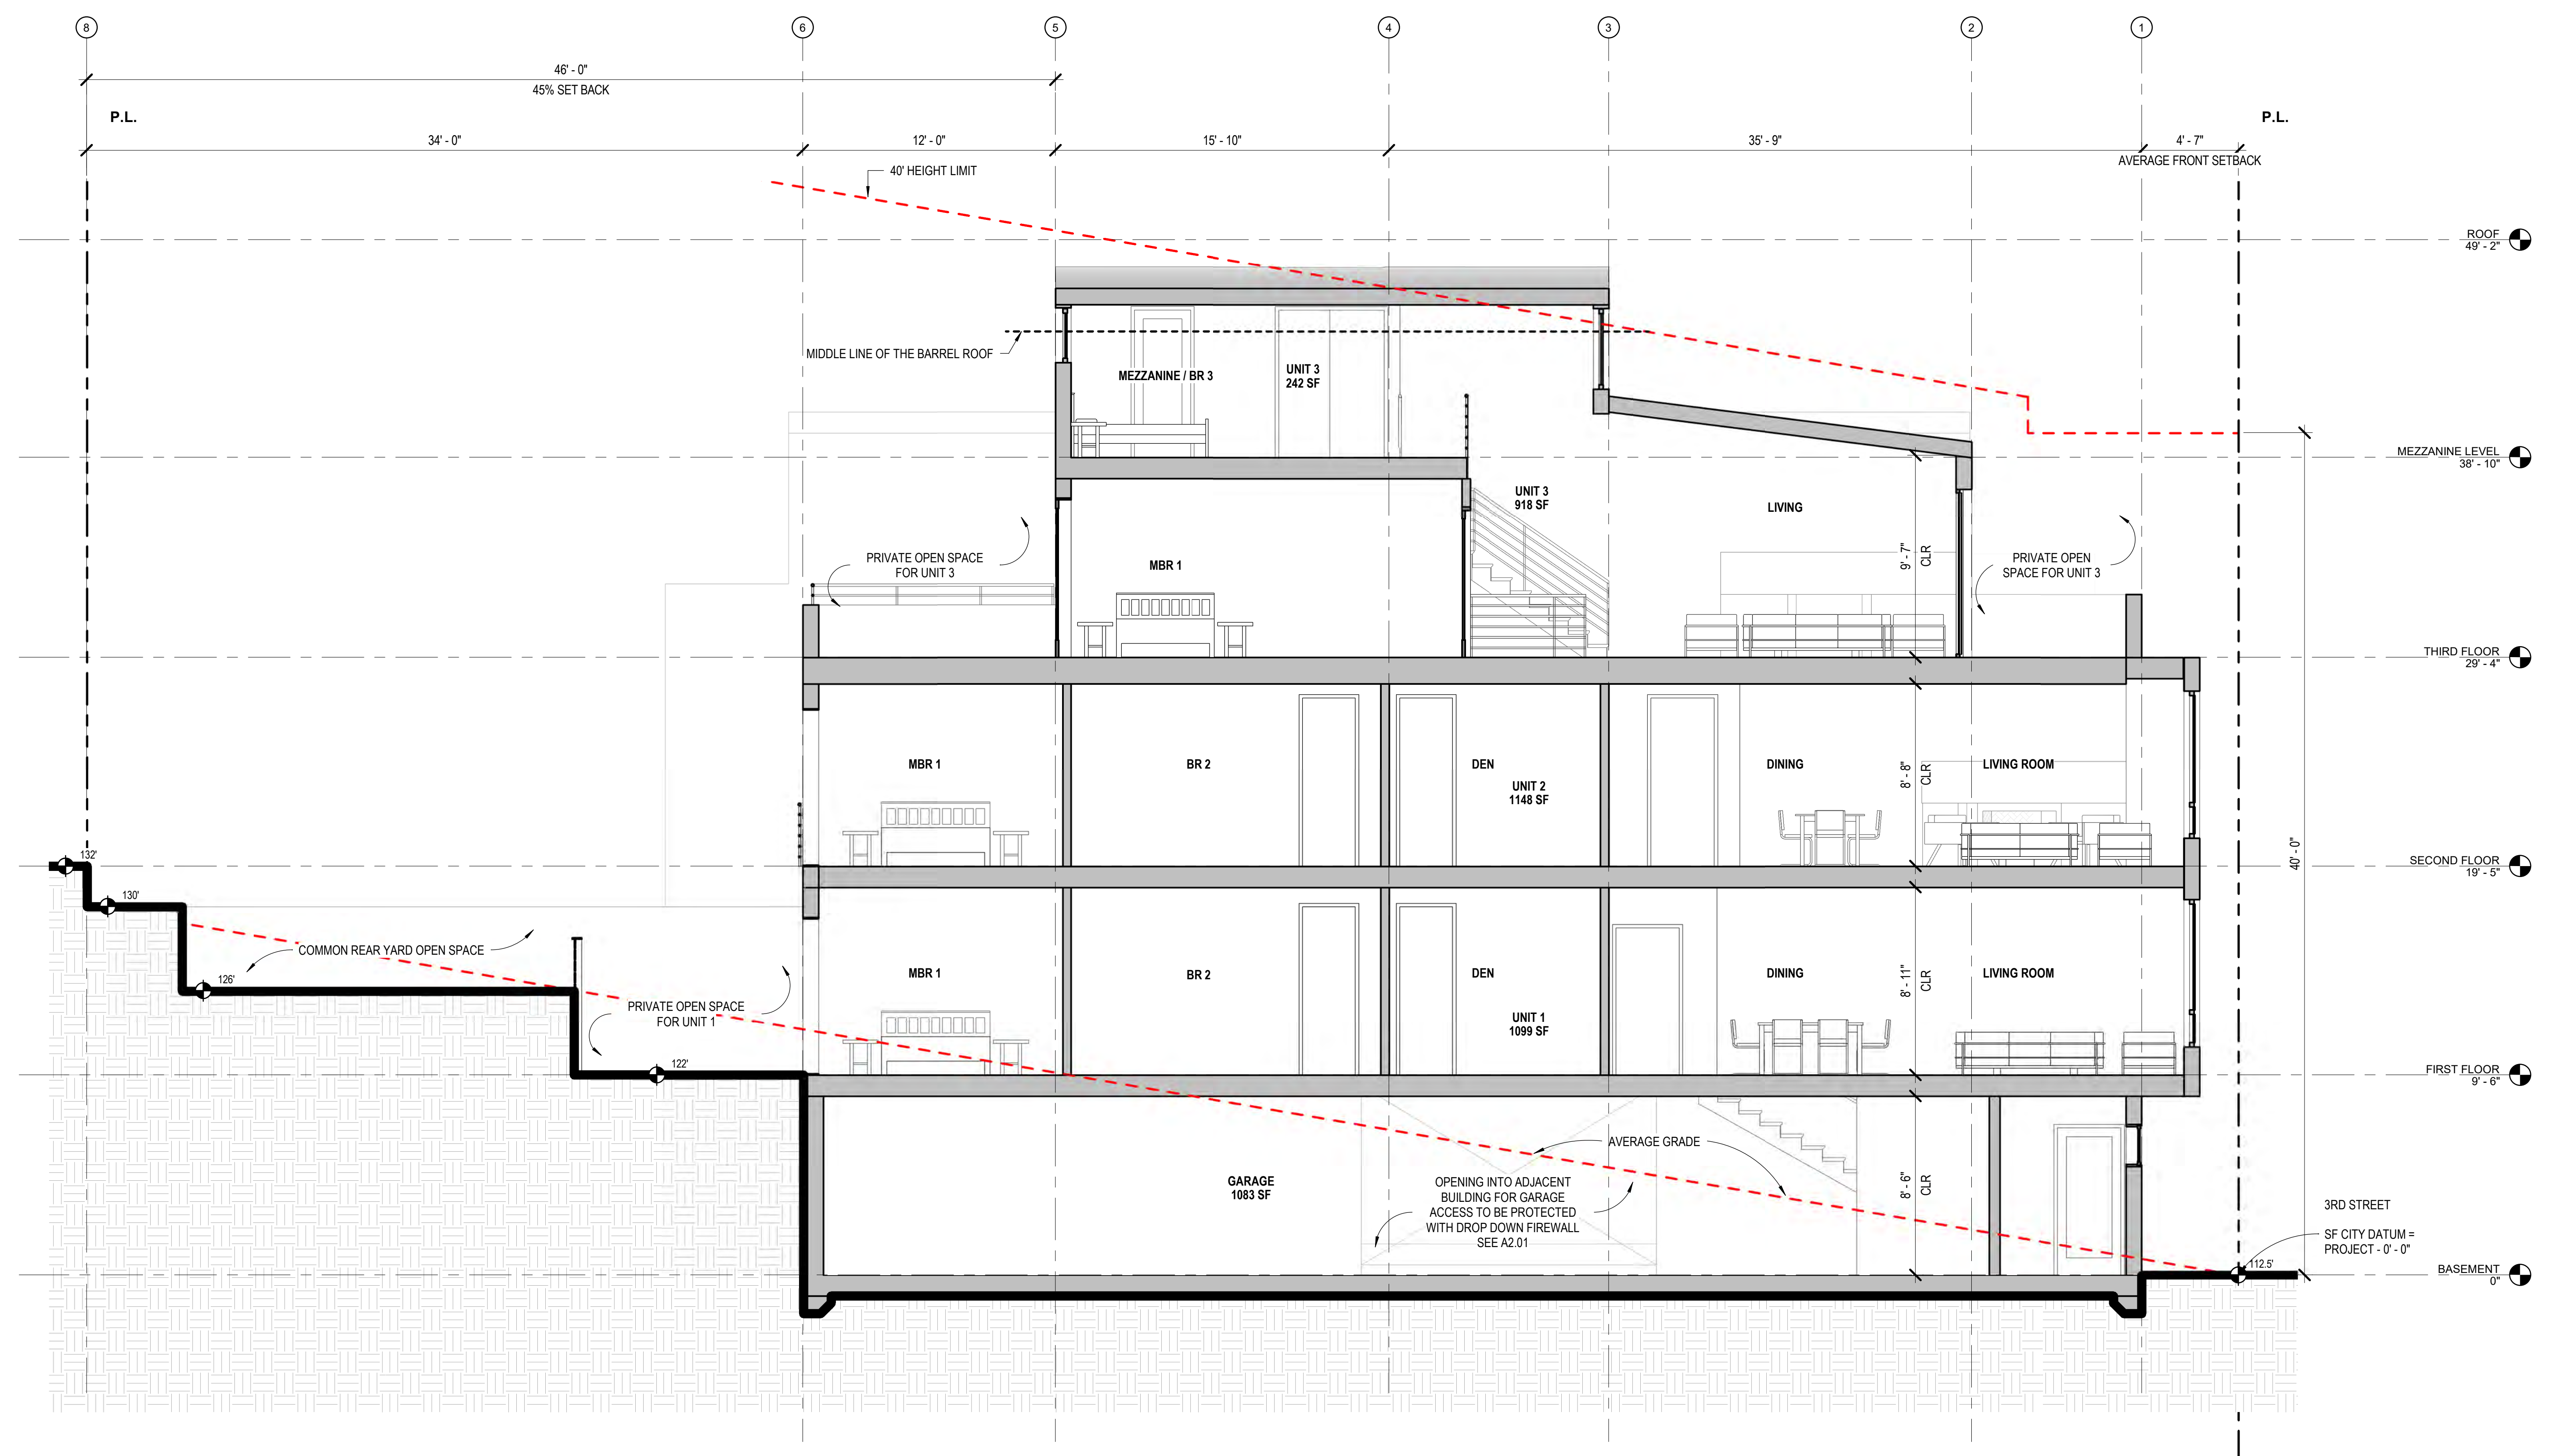 8
6
5
4
3
2
1
46' - 0"
45% SET BACK
P.L.
P.L.
34' - 0"
12' - 0"
15' - 10"
35' - 9"
4' - 7"
AVERAGE FRONT SETBACK
40' HEIGHT LIMIT
ROOF
49' - 2"
MIDDLE LINE OF THE BARREL ROOF
MEZZANINE / BR 3
UNIT 3
242 SF
MEZZANINE LEVEL
38' - 10"
UNIT 3
918 SF
LIVING
9' - 7"
CLR
PRIVATE OPEN SPACE
FOR UNIT 3
MBR 1
PRIVATE OPEN
SPACE FOR UNIT 3
THIRD FLOOR
29' - 4"
MBR 1
BR 2
DEN
UNIT 2
1148 SF
DINING
8' - 8"
CLR
LIVING ROOM
40' - 0"
SECOND FLOOR
19' - 5"
132'
130'
COMMON REAR YARD OPEN SPACE
126'
PRIVATE OPEN SPACE
FOR UNIT 1
122'
MBR 1
BR 2
DEN
UNIT 1
1099 SF
DINING
8' - 11"
CLR
LIVING ROOM
FIRST FLOOR
9' - 6"
AVERAGE GRADE
GARAGE
1083 SF
OPENING INTO ADJACENT
BUILDING FOR GARAGE
ACCESS TO BE PROTECTED
WITH DROP DOWN FIREWALL
SEE A2.01
8' - 6"
CLR
3RD STREET
SF CITY DATUM =
PROJECT - 0' - 0"
112.5'
BASEMENT
0"